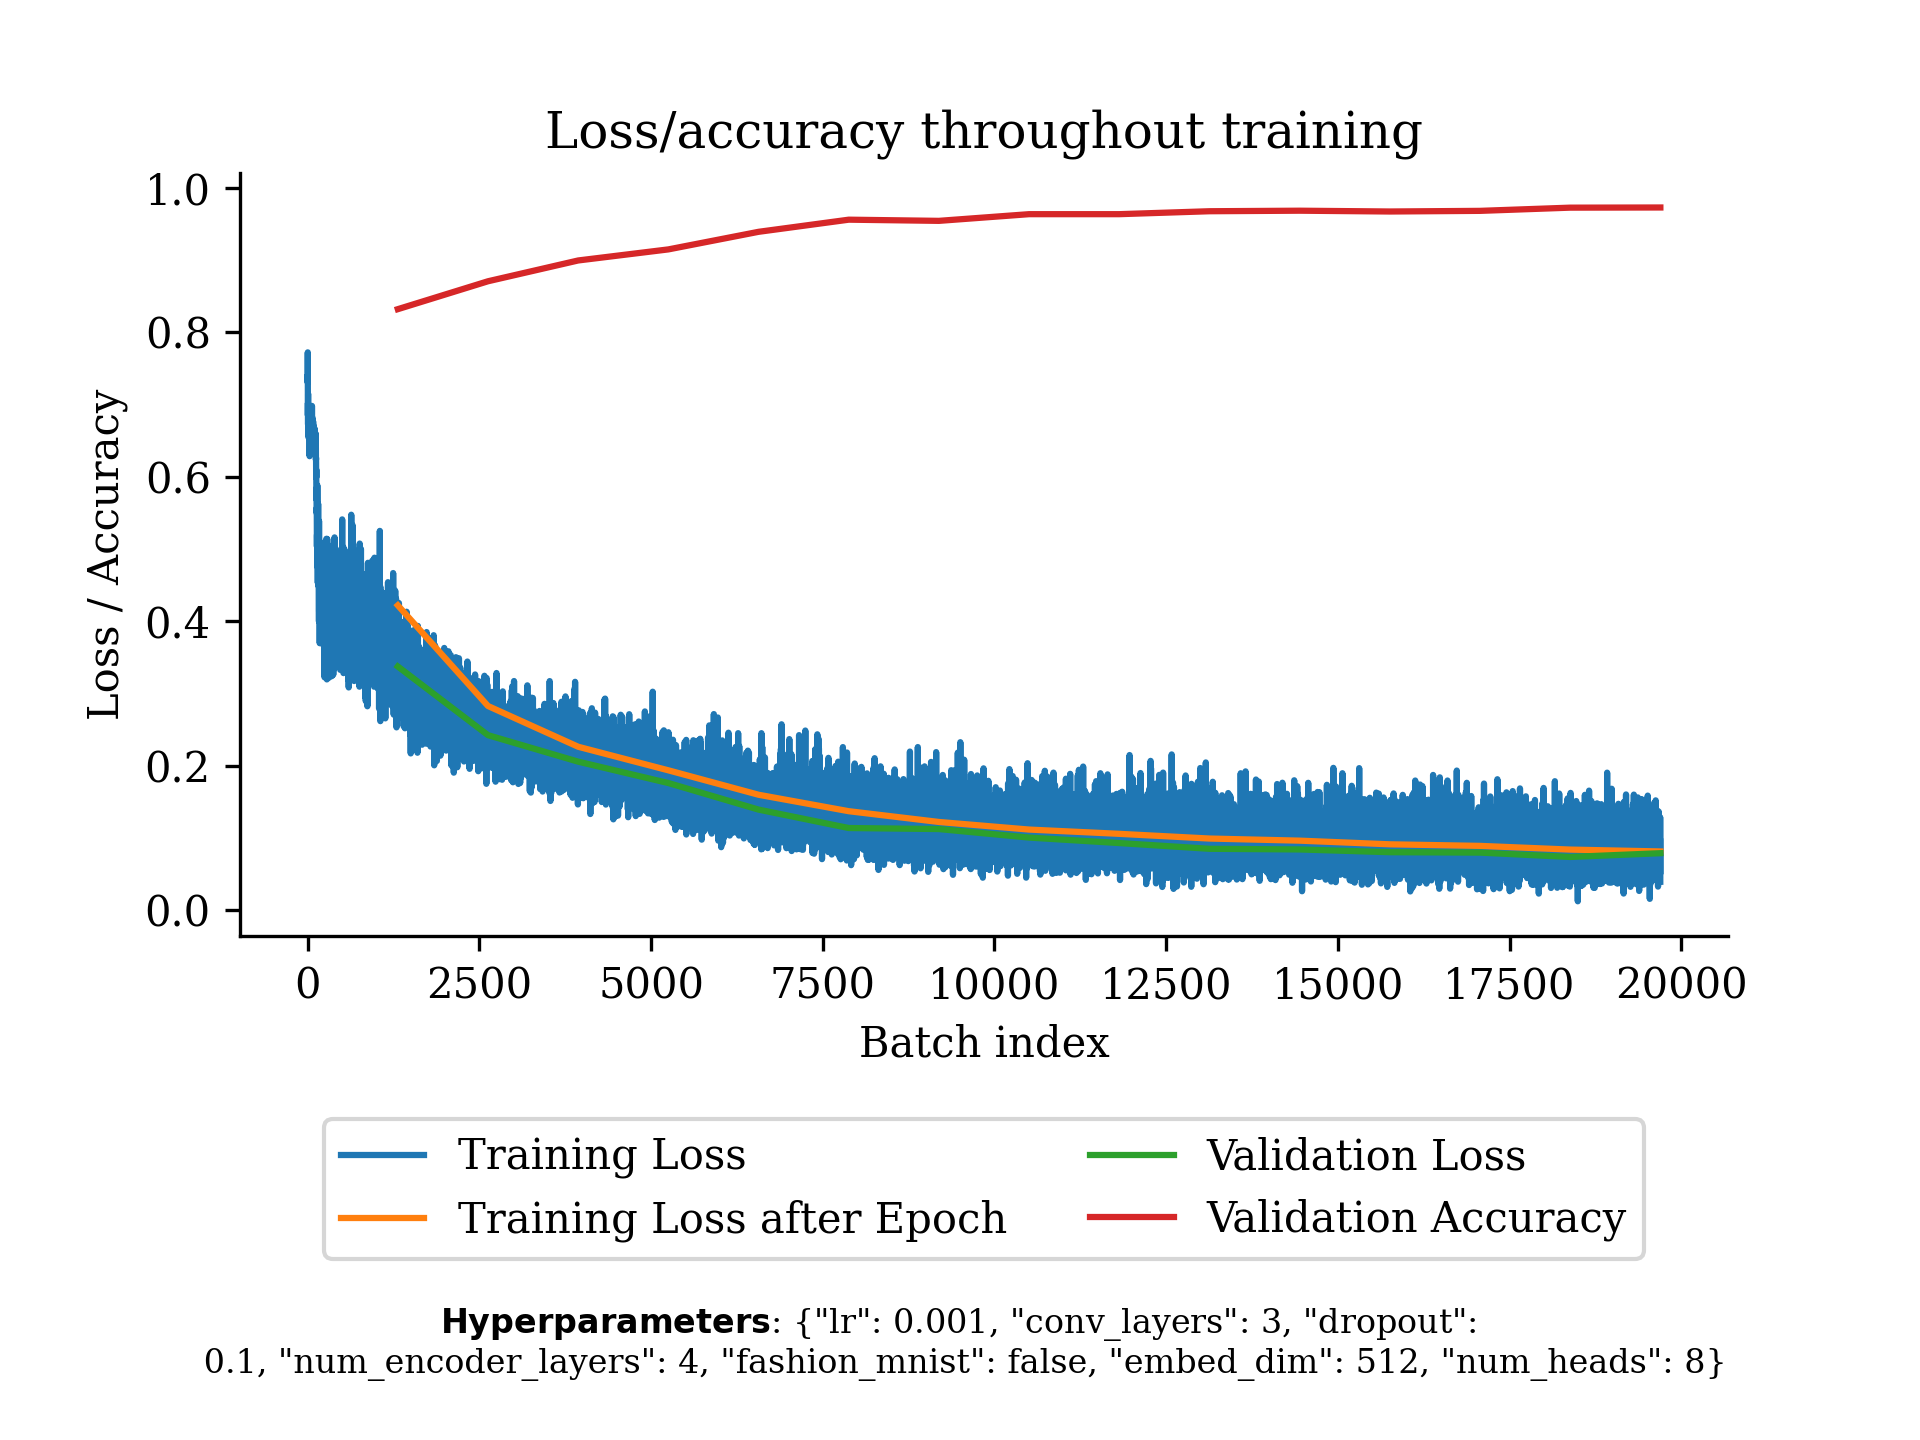 Loss/accuracy throughout training
1.0
0.8
0.6
0.4
0.2
0.0
Loss / Accuracy
0 2500 5000 7500 10000 12500 15000 17500 20000
Batch index
Training Loss
Training Loss after Epoch
Validation Loss
Validation Accuracy
Hyperparameters: {"lr": 0.001, "conv_layers": 3, "dropout":
0.1, "num_encoder_layers": 4, "fashion_mnist": false, "embed_dim": 512, "num_heads": 8}